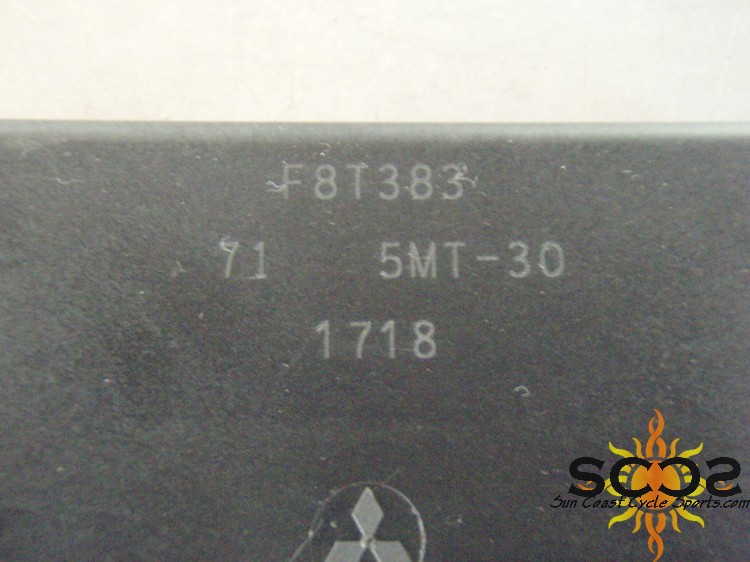 F8T383
71 5MT-30
1718
SCCS
Sun Coast Cycle Sports.com